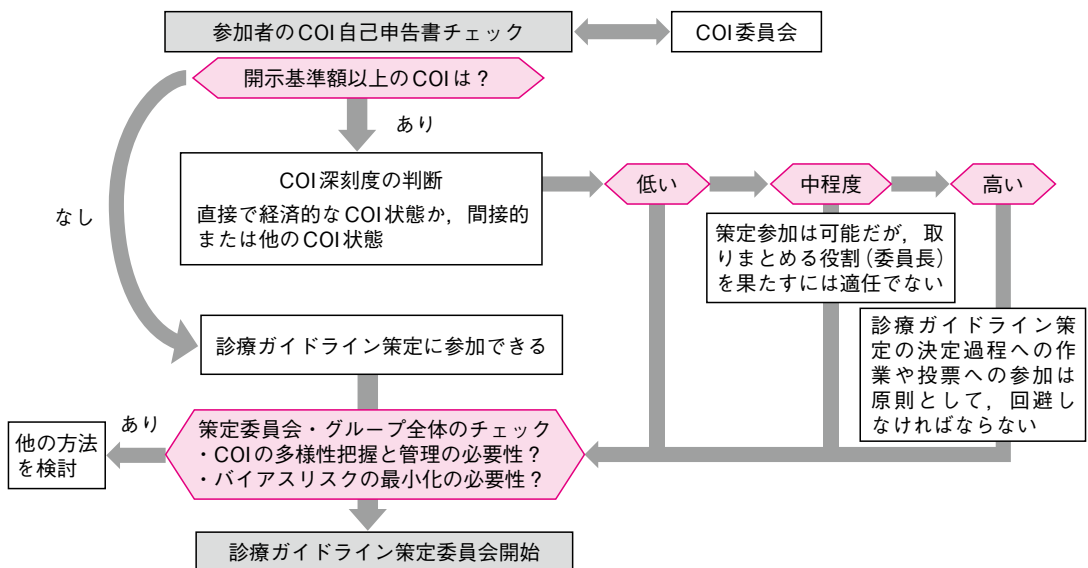 参加者のCOI自己申告書チェック
COI委員会
開示基準額以上のCOIは？
あり
なし
COI深刻度の判断
直接で経済的なCOI状態か，間接的
または他のCOI状態
低い
中程度
高い
策定参加は可能だが，取
りまとめる役割（委員長）
を果たすには適任でない
診療ガイドライン策
定の決定過程への作
業や投票への参加は
原則として，回避し
なければならない
診療ガイドライン策定に参加できる
策定委員会・グループ全体のチェック
・COIの多様性把握と管理の必要性？
・バイアスリスクの最小化の必要性？
あり
他の方法
を検討
診療ガイドライン策定委員会開始